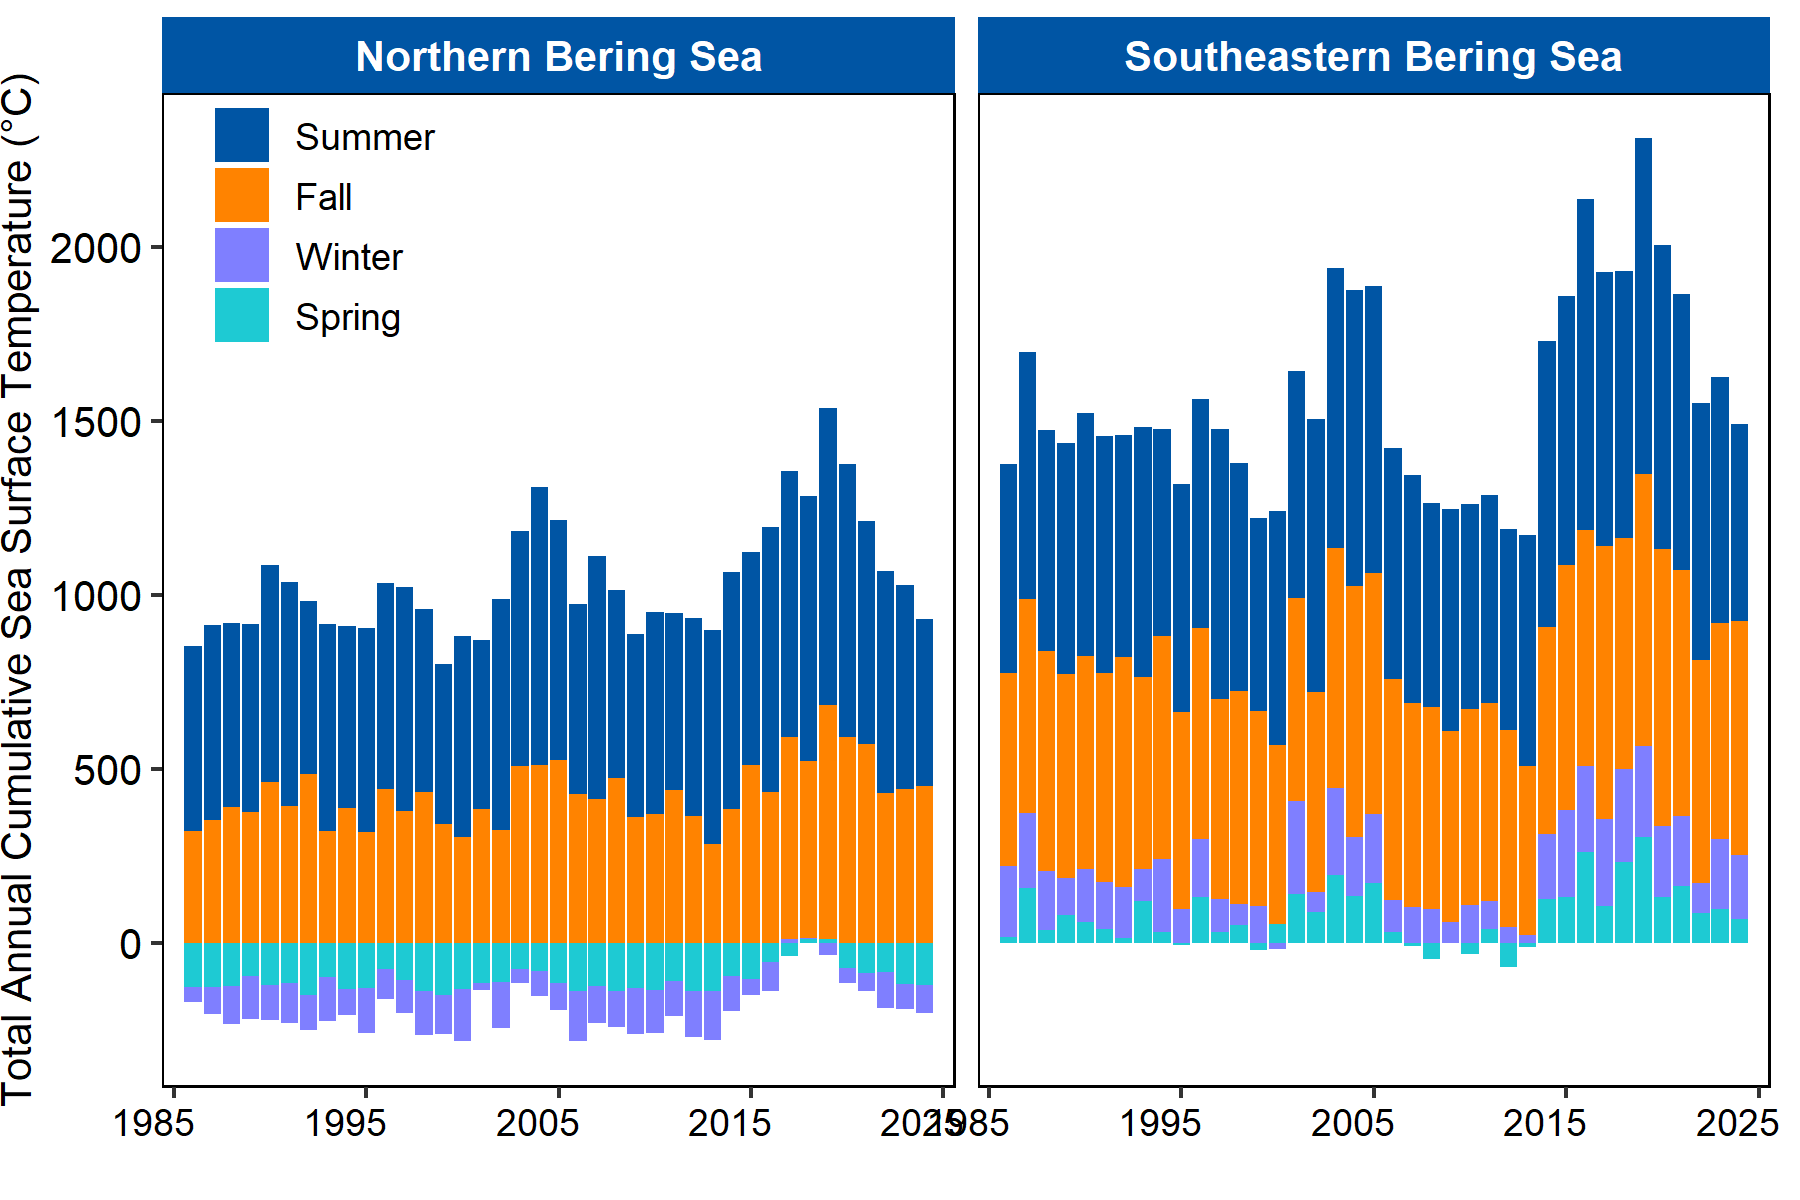 Northern Bering Sea
Southeastern Bering Sea
Total Annual Cumulative Sea Surface Temperature (°C)
Summer
Fall
Winter
Spring
2000
1500
1000
500
0
1985 1995 2005 2015 2025
1985 1995 2005 2015 2025